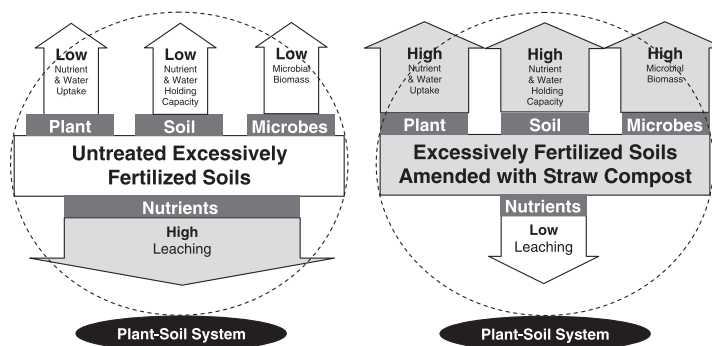 Low
Nutrient
& Water
Uptake
Low
Nutrient
& Water
Holding
Capacity
Low
Microbial
Biomass
Plant
Soil
Microbes
Untreated Excessively
Fertilized Soils
Nutrients
High
Leaching
Plant-Soil System
High
Nutrient
& Water
Uptake
High
Nutrient
& Water
Holding
Capacity
High
Microbial
Biomass
Plant
Soil
Microbes
Excessively Fertilized Soils
Amended with Straw Compost
Nutrients
Low
Leaching
Plant-Soil System